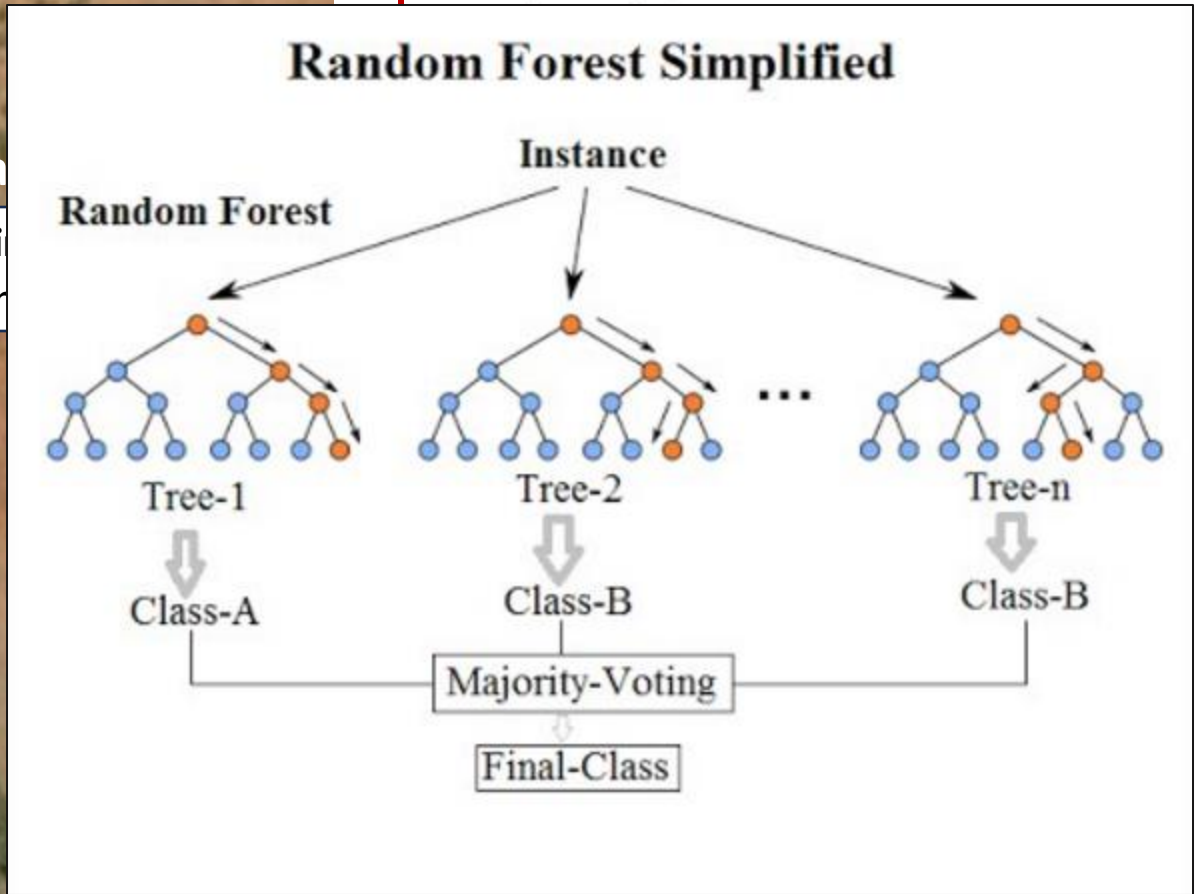 Random Forest Simplified
Instance
Random Forest
...
Tree-1
Tree-2
Tree-n
Class-A
Class-B
Class-B
Majority-Voting
Final-Class